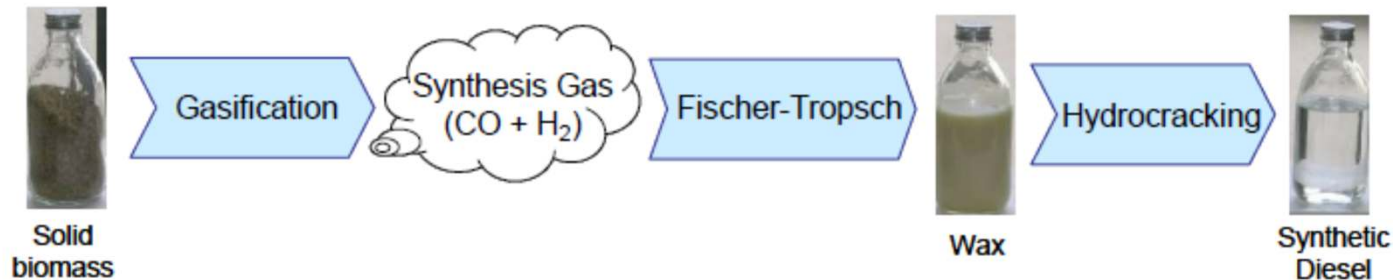 Solid
biomass
Gasification
Synthesis Gas
(CO + H₂)
Fischer-Tropsch
Wax
Hydrocracking
Synthetic
Diesel